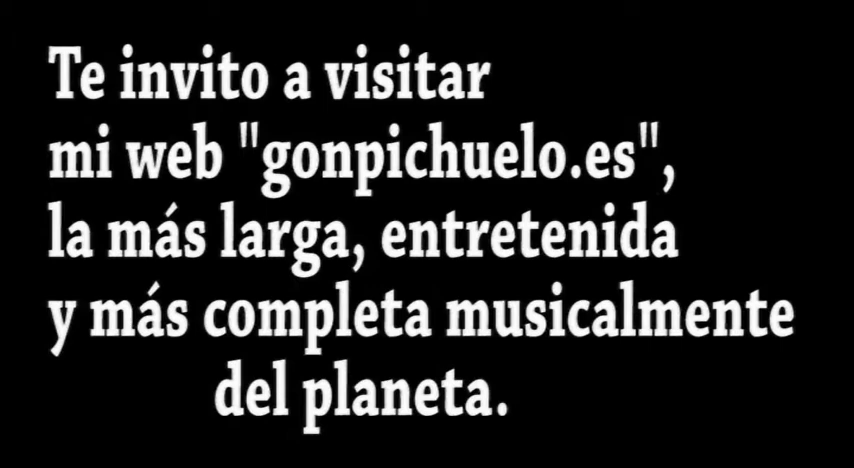 Te invito a visitar
mi web "gonpichuelo.es",
la más larga, entretenida
y más completa musicalmente
del planeta.